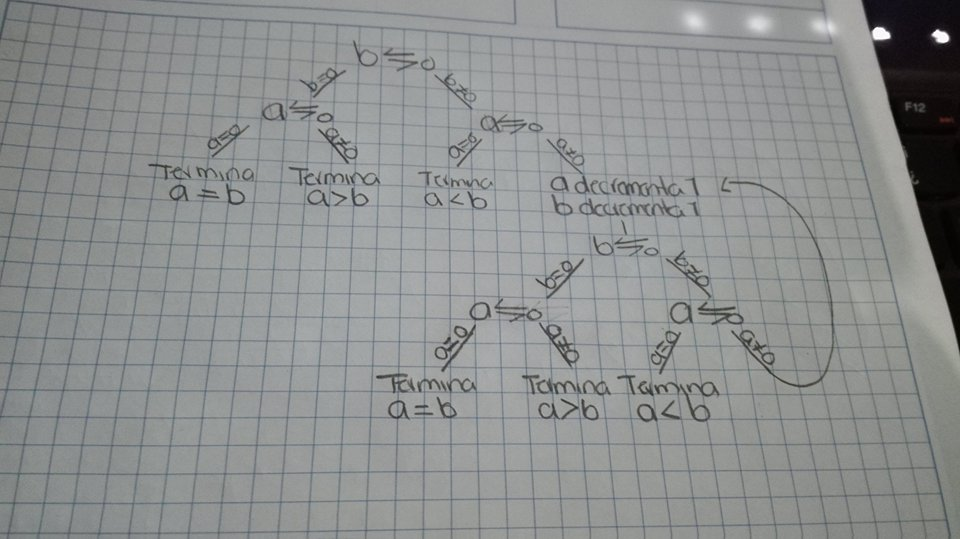 b ⇋ 0
b=0 b≠0
a ⇋ 0 a ⇋ 0
a=0 a≠0 a=0 a≠0
Termina Termina Termina a decrementa 1
a = b a > b a < b b decrementa 1
b ⇋ 0
b=0 b≠0
a ⇋ 0 a ⇋ 0
a=0 a≠0 a=0 a≠0
Termina Termina Termina
a = b a > b a < b
F12